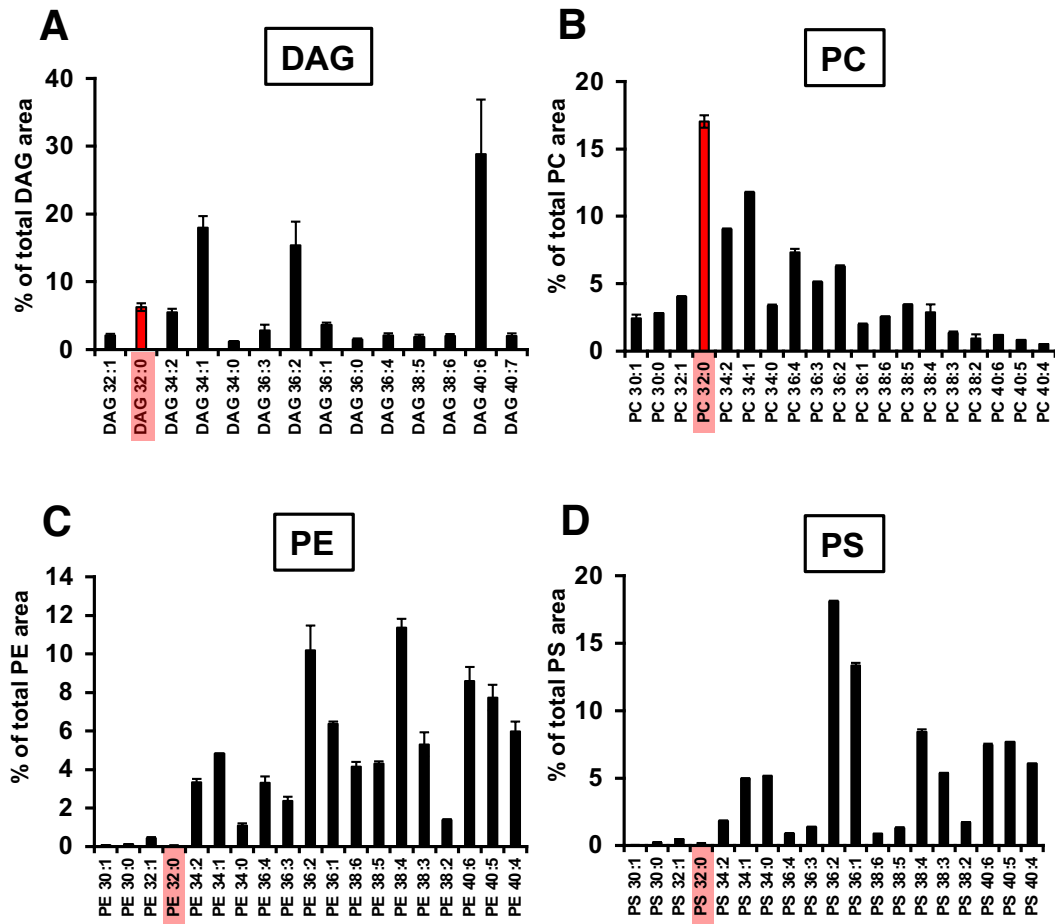 A
DAG
% of total DAG area
40
30
20
10
0
DAG 32:1
DAG 32:0
DAG 34:2
DAG 34:1
DAG 34:0
DAG 36:3
DAG 36:2
DAG 36:1
DAG 36:0
DAG 36:4
DAG 38:5
DAG 38:6
DAG 40:6
DAG 40:7
B
PC
% of total PC area
20
15
10
5
0
PC 30:1
PC 30:0
PC 32:1
PC 32:0
PC 34:2
PC 34:1
PC 34:0
PC 36:4
PC 36:3
PC 36:2
PC 36:1
PC 38:6
PC 38:5
PC 38:4
PC 38:3
PC 38:2
PC 40:6
PC 40:5
PC 40:4
C
PE
% of total PE area
14
12
10
8
6
4
2
0
PE 30:1
PE 30:0
PE 32:1
PE 32:0
PE 34:2
PE 34:1
PE 34:0
PE 36:4
PE 36:3
PE 36:2
PE 36:1
PE 38:6
PE 38:5
PE 38:4
PE 38:3
PE 38:2
PE 40:6
PE 40:5
PE 40:4
D
PS
% of total PS area
20
15
10
5
0
PS 30:1
PS 30:0
PS 32:1
PS 32:0
PS 34:2
PS 34:1
PS 34:0
PS 36:4
PS 36:3
PS 36:2
PS 36:1
PS 38:6
PS 38:5
PS 38:4
PS 38:3
PS 38:2
PS 40:6
PS 40:5
PS 40:4